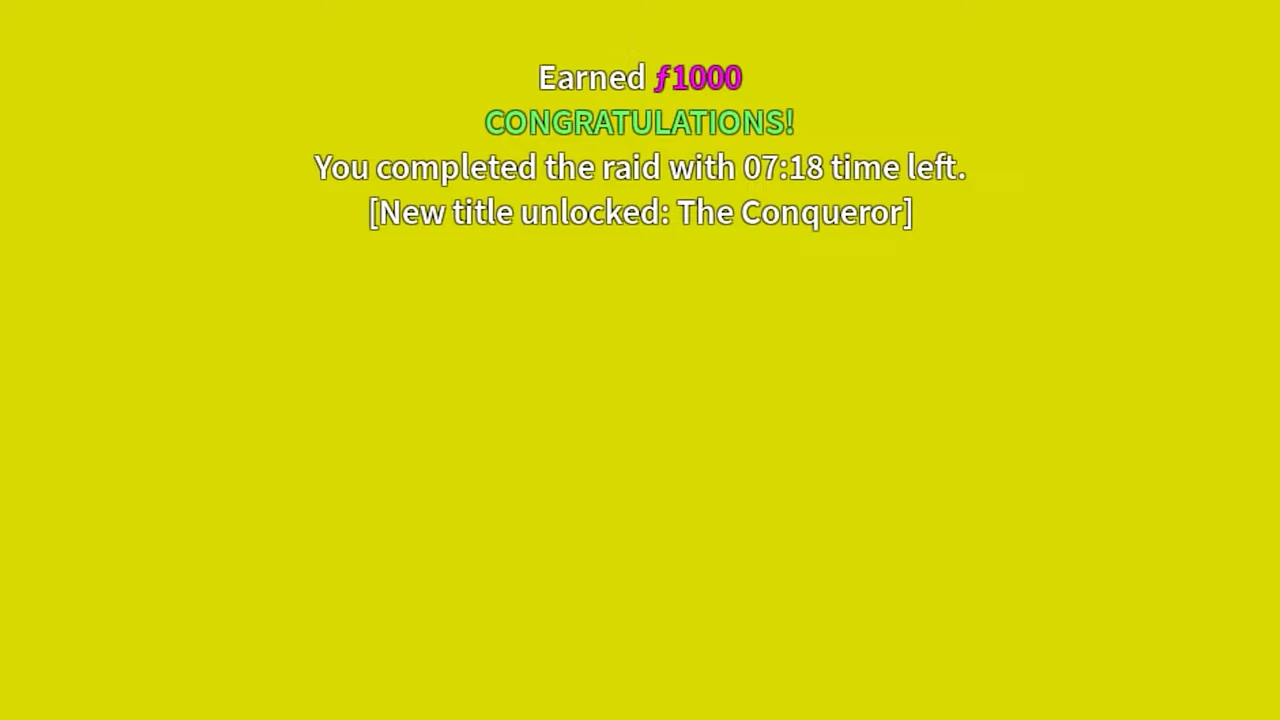 Earned ƒ1000
CONGRATULATIONS!
You completed the raid with 07:18 time left.
[New title unlocked: The Conqueror]